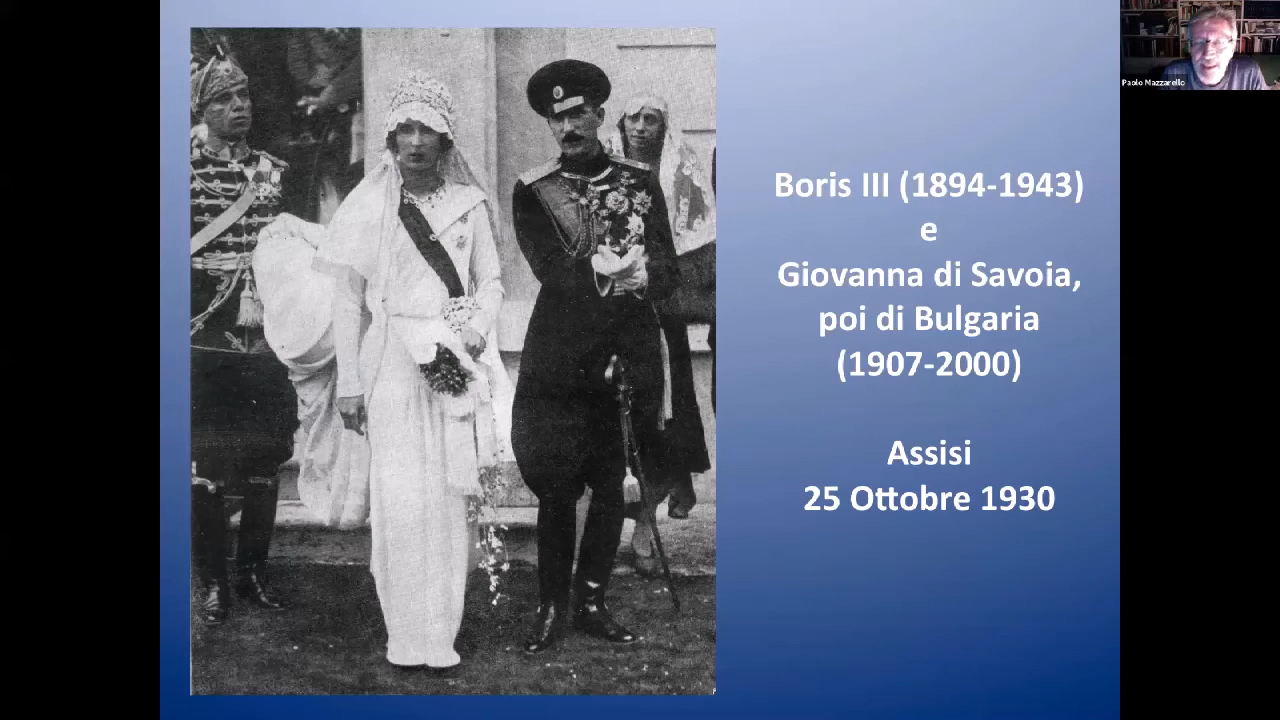 Paolo Mazzarello
Boris III (1894-1943)
e
Giovanna di Savoia,
poi di Bulgaria
(1907-2000)
Assisi
25 Ottobre 1930